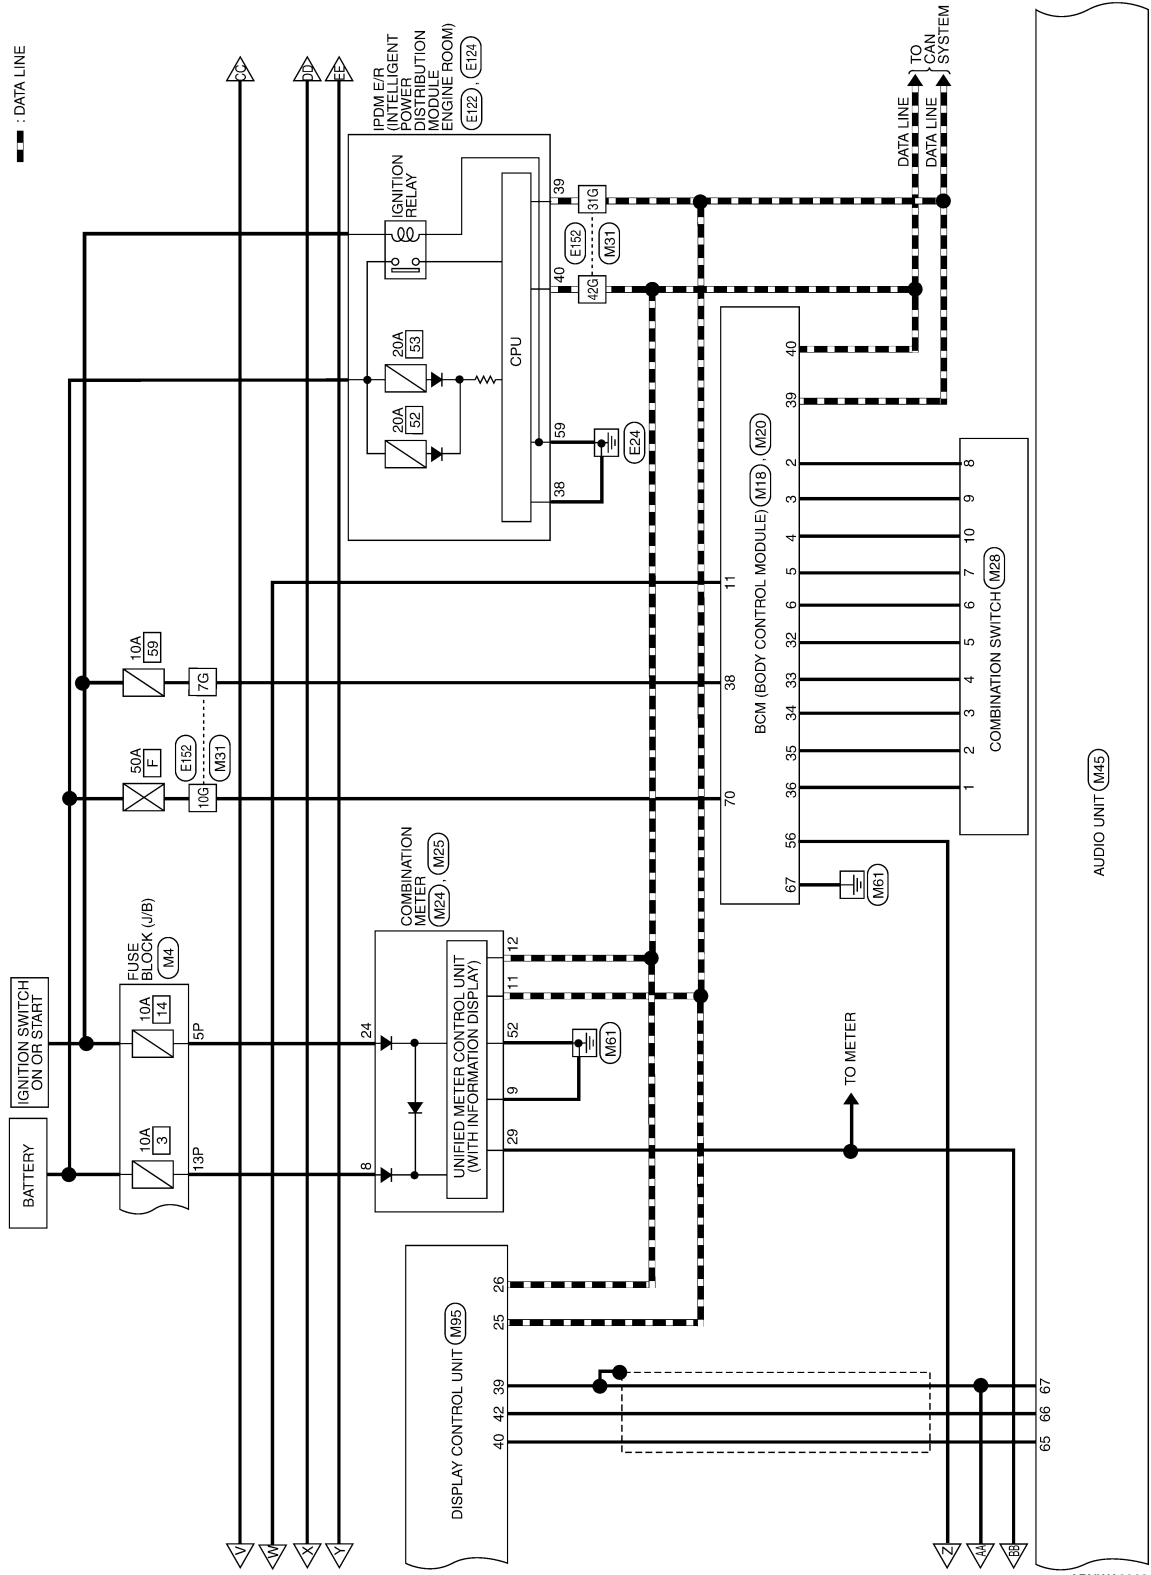 : DATA LINE
BATTERY
IGNITION SWITCH
ON OR START
FUSE
BLOCK (J/B)
M4
10A
3
10A
14
13P
5P
50A
F
10A
59
10G
7G
E152
M31
CC
DD
EE
V
W
X
Y
IPDM E/R
(INTELLIGENT
POWER
DISTRIBUTION
MODULE
ENGINE ROOM)
E122 , E124
IGNITION
RELAY
20A
53
20A
52
CPU
38
59
40
39
E24
42G
31G
E152
M31
COMBINATION
METER
M24 , M25
8
24
UNIFIED METER CONTROL UNIT
(WITH INFORMATION DISPLAY)
29
9
52
11
12
M61
TO METER
DISPLAY CONTROL UNIT M95
40
42
39
25
26
70
38
11
BCM (BODY CONTROL MODULE) M18 , M20
67
56
36
35
34
33
32
6
5
4
3
2
39
40
M61
1
2
3
4
5
6
7
10
9
8
COMBINATION SWITCH M28
DATA LINE
DATA LINE
TO
CAN
SYSTEM
Z
AA
BB
65
66
67
AUDIO UNIT M45